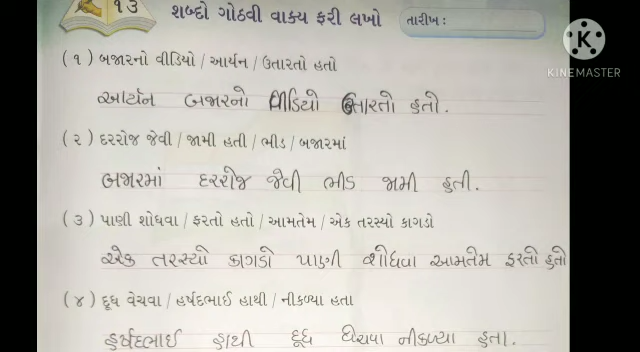 ૧૩ શબ્દો ગોઠવી વાક્ય ફરી લખો તારીખ :
KINEMASTER
( ૧ ) બજારનો વીડિયો / આર્યન / ઉતારતો હતો
આર્યન બજારનો વીડિયો ઉતારતો હતો.
( ૨ ) દરરોજ જેવી / જામી હતી / ભીડ / બજારમાં
બજારમાં દરરોજ જેવી ભીડ જામી હતી.
( ૩ ) પાણી શોધવા / ફરતો હતો / આમતેમ / એક તરસ્યો કાગડો
એક તરસ્યો કાગડો પાણી શોધવા આમતેમ ફરતો હતો
( ૪ ) દૂધ વેચવા / હર્ષદભાઈ હાથી / નીકળ્યા હતા
હર્ષદભાઈ હાથી દૂધ વેચવા નીકળ્યા હતા.